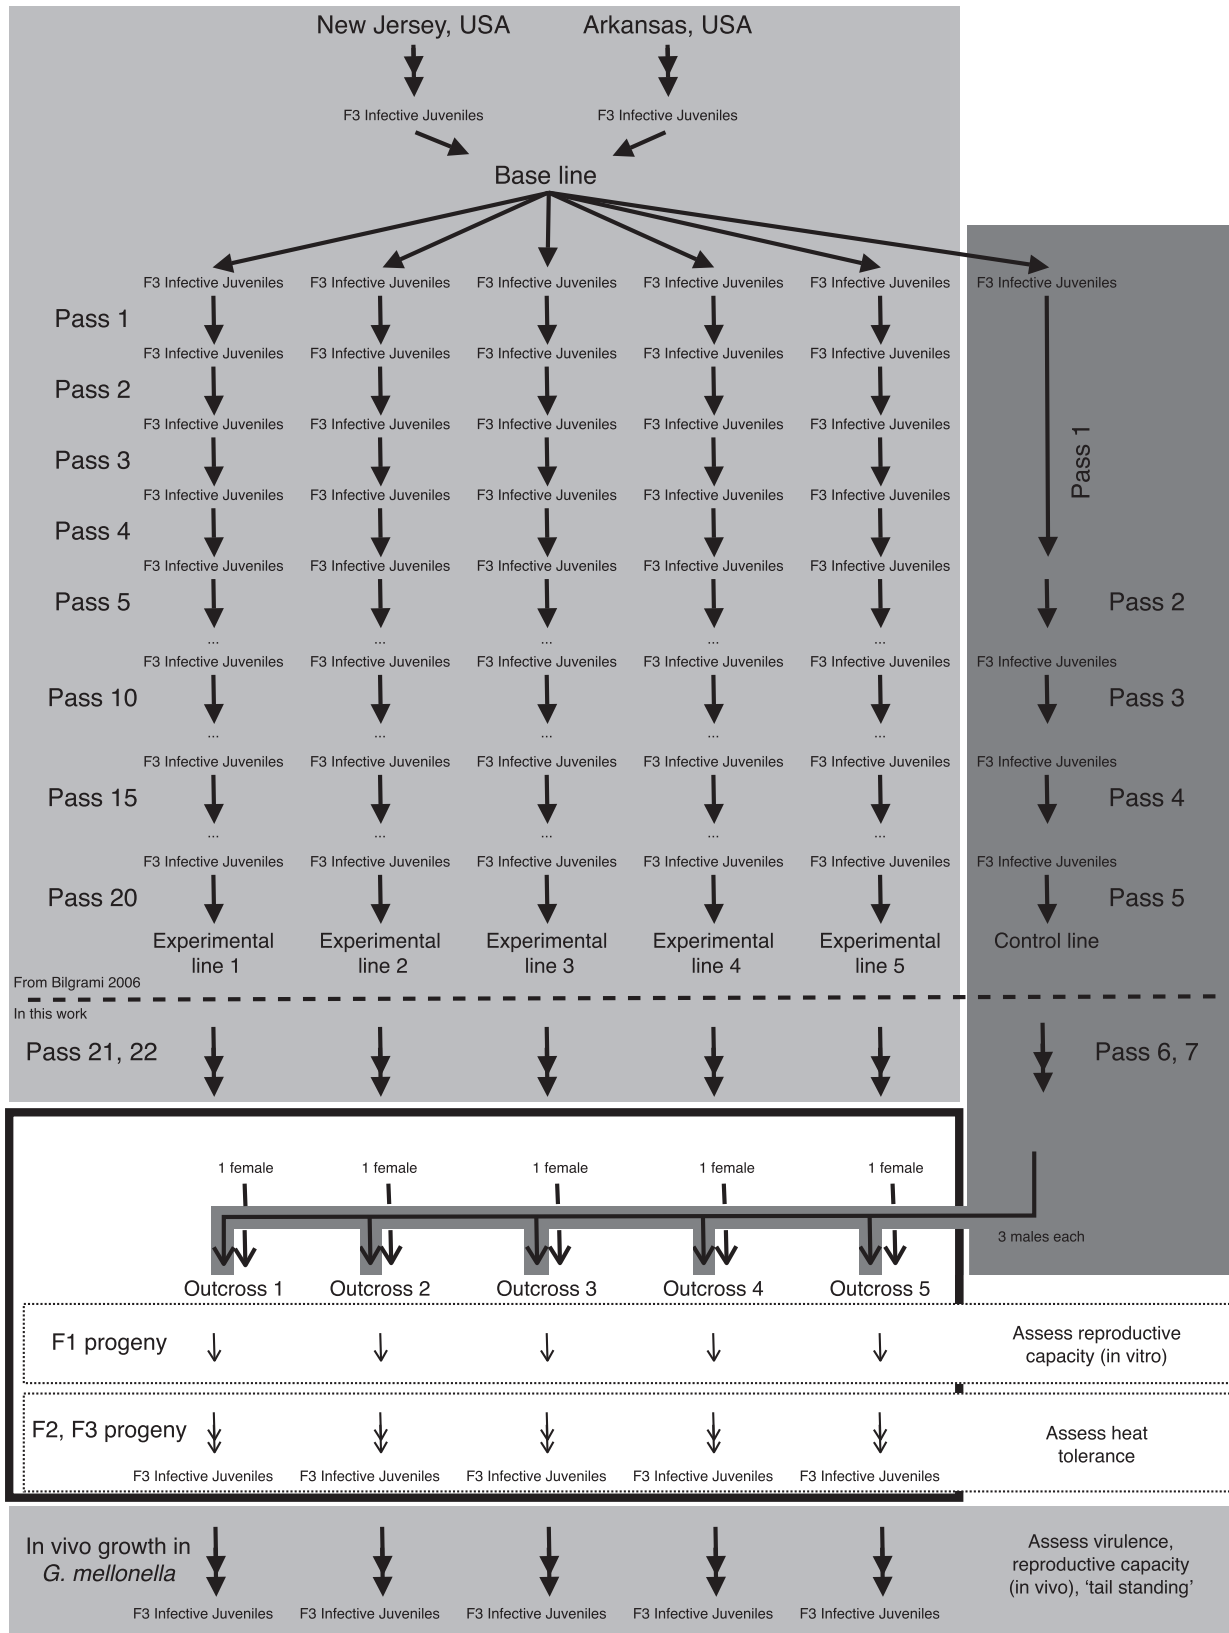 New Jersey, USA Arkansas, USA
F3 Infective Juveniles F3 Infective Juveniles
Base line
F3 Infective Juveniles F3 Infective Juveniles F3 Infective Juveniles F3 Infective Juveniles F3 Infective Juveniles F3 Infective Juveniles
Pass 1
F3 Infective Juveniles F3 Infective Juveniles F3 Infective Juveniles F3 Infective Juveniles F3 Infective Juveniles
Pass 2
F3 Infective Juveniles F3 Infective Juveniles F3 Infective Juveniles F3 Infective Juveniles F3 Infective Juveniles
Pass 3
Pass 1
F3 Infective Juveniles F3 Infective Juveniles F3 Infective Juveniles F3 Infective Juveniles F3 Infective Juveniles
Pass 4
F3 Infective Juveniles F3 Infective Juveniles F3 Infective Juveniles F3 Infective Juveniles F3 Infective Juveniles
Pass 5 Pass 2
... ... ... ... ...
F3 Infective Juveniles F3 Infective Juveniles F3 Infective Juveniles F3 Infective Juveniles F3 Infective Juveniles F3 Infective Juveniles
Pass 10 Pass 3
... ... ... ... ...
F3 Infective Juveniles F3 Infective Juveniles F3 Infective Juveniles F3 Infective Juveniles F3 Infective Juveniles F3 Infective Juveniles
Pass 15 Pass 4
... ... ... ... ...
F3 Infective Juveniles F3 Infective Juveniles F3 Infective Juveniles F3 Infective Juveniles F3 Infective Juveniles F3 Infective Juveniles
Pass 20 Pass 5
Experimental Experimental Experimental Experimental Experimental Control line
line 1 line 2 line 3 line 4 line 5
From Bilgrami 2006
In this work
Pass 21, 22 Pass 6, 7
1 female 1 female 1 female 1 female 1 female
3 males each
Outcross 1 Outcross 2 Outcross 3 Outcross 4 Outcross 5
F1 progeny
Assess reproductive
capacity (in vitro)
F2, F3 progeny
Assess heat
tolerance
F3 Infective Juveniles F3 Infective Juveniles F3 Infective Juveniles F3 Infective Juveniles F3 Infective Juveniles
In vivo growth in
G. mellonella
Assess virulence,
reproductive capacity
(in vivo), ‘tail standing’
F3 Infective Juveniles F3 Infective Juveniles F3 Infective Juveniles F3 Infective Juveniles F3 Infective Juveniles